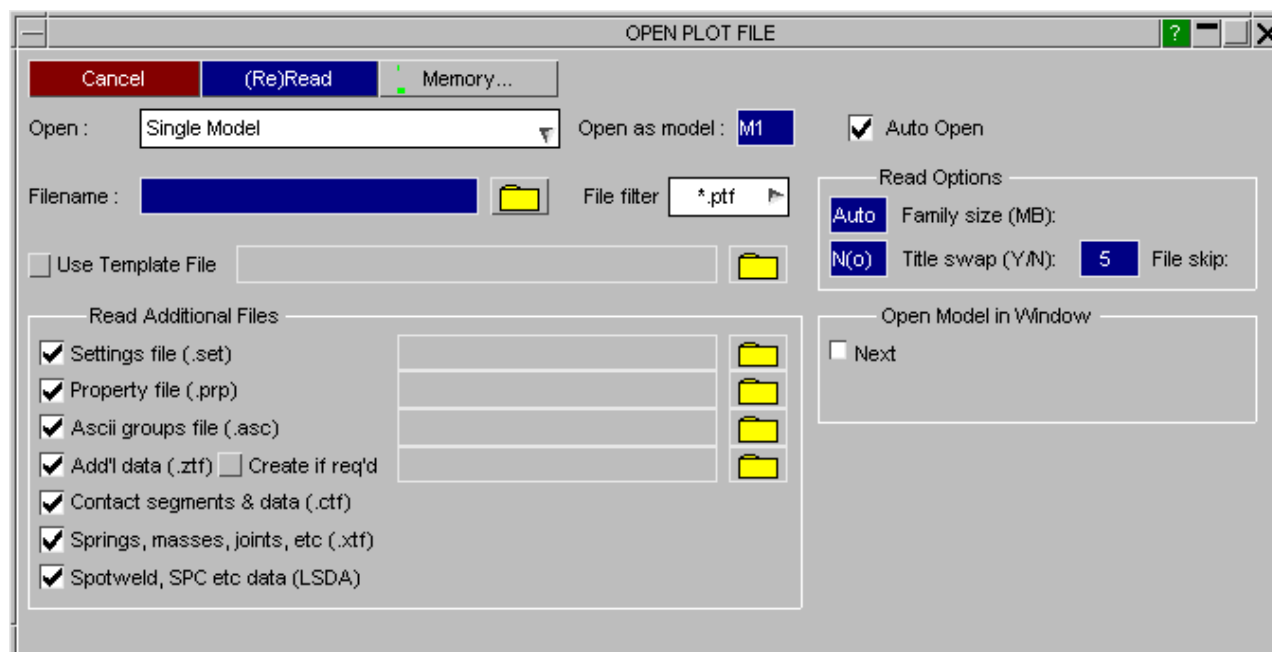 OPEN PLOT FILE ?
Cancel (Re)Read Memory...
Open : Single Model Open as model : M1 Auto Open
Filename : File filter *.ptf
Read Options
Auto Family size (MB):
N(o) Title swap (Y/N): 5 File skip:
Use Template File
Read Additional Files
Settings file (.set)
Property file (.prp)
Ascii groups file (.asc)
Add'l data (.ztf) Create if req'd
Contact segments & data (.ctf)
Springs, masses, joints, etc (.xtf)
Spotweld, SPC etc data (LSDA)
Open Model in Window
Next